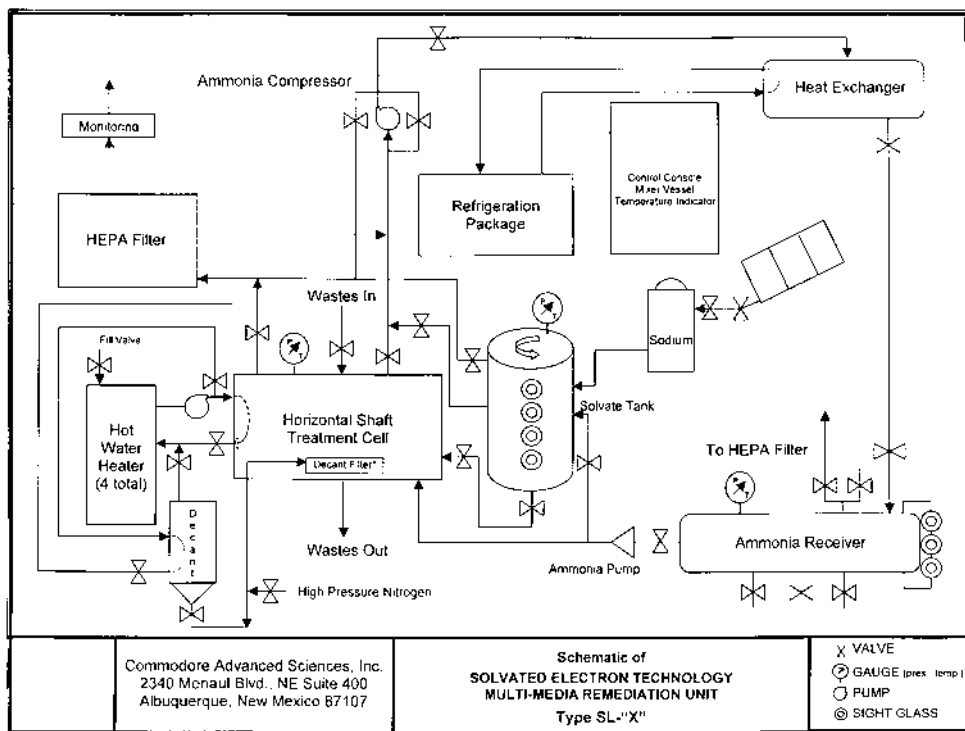 Ammonia Compressor
Heat Exchanger
Monitoring
Control Console
Mixer Vessel
Temperature Indicator
Refrigeration
Package
HEPA Filter
Wastes In
Sodium
Fill Valve
Solvate Tank
Horizontal Shaft
Treatment Cell
Hot
Water
Heater
(4 total)
To HEPA Filter
Decant Filter*
Decant
Ammonia Receiver
Wastes Out
Ammonia Pump
High Pressure Nitrogen
Commodore Advanced Sciences, Inc.
2340 Menaul Blvd., NE Suite 400
Albuquerque, New Mexico 87107
Schematic of
SOLVATED ELECTRON TECHNOLOGY
MULTI-MEDIA REMEDIATION UNIT
Type SL-"X"
VALVE
GAUGE [pres temp]
PUMP
SIGHT GLASS